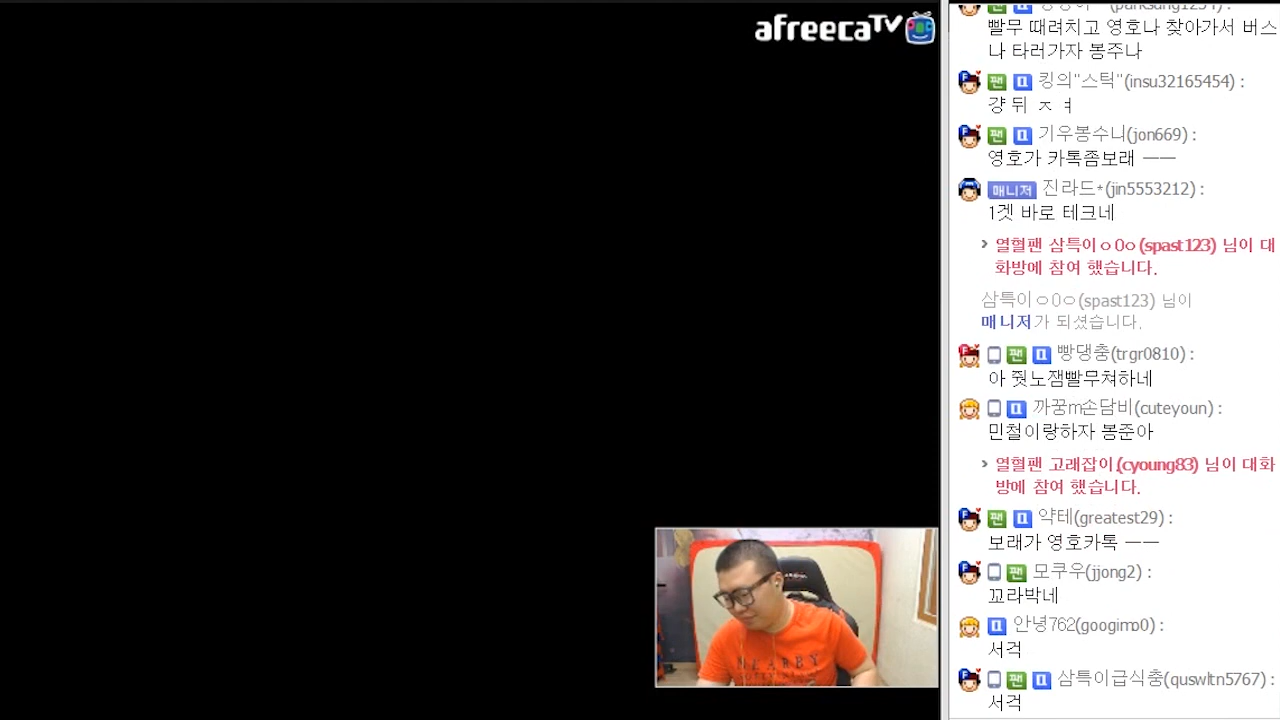 afreecaTV
빨무 때려치고 영호나 찾아가서 버스
나 타러가자 봉주나
팬 킹의"스틱"(insu32165454) :
걍 뒤 ㅈ ㅕ
팬 기우봉수니(jon669) :
영호가 카톡좀보래 ㅡㅡ
매니저 진라드*(jin5553212) :
1겟 바로 테크네
열혈팬 삼특이ㅇ0ㅇ(spast123) 님이 대
화방에 참여 했습니다.
삼특이ㅇ0ㅇ(spast123) 님이
매니저가 되셨습니다.
팬 빵댕충(trgr0810) :
아 줫노잼빨무쳐하네
까꿍m손담비(cuteyoun) :
민철이랑하자 봉준아
열혈팬 고래잡이.(cyoung83) 님이 대화
방에 참여 했습니다.
팬 약테(greatest29) :
보래가 영호카톡 ㅡㅡ
팬 모쿠우(jjong2) :
꼬라박네
안녕762(googimo0) :
서걱
팬 삼특이급식충(quswltn5767) :
서걱
NEARBY